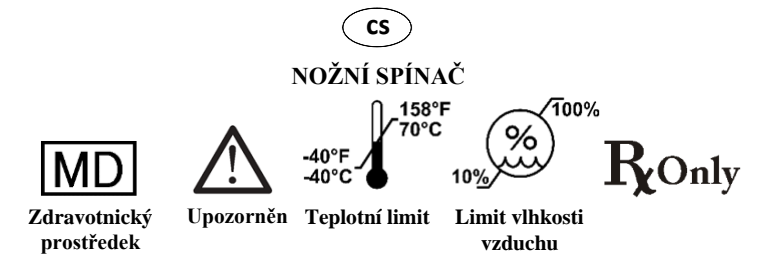 cs
NOŽNÍ SPÍNAČ
158°F
70°C
-40°F
-40°C
100%
%
10%
MD
Rx Only
Zdravotnický
prostředek
Upozorněn
Teplotní limit
Limit vlhkosti
vzduchu